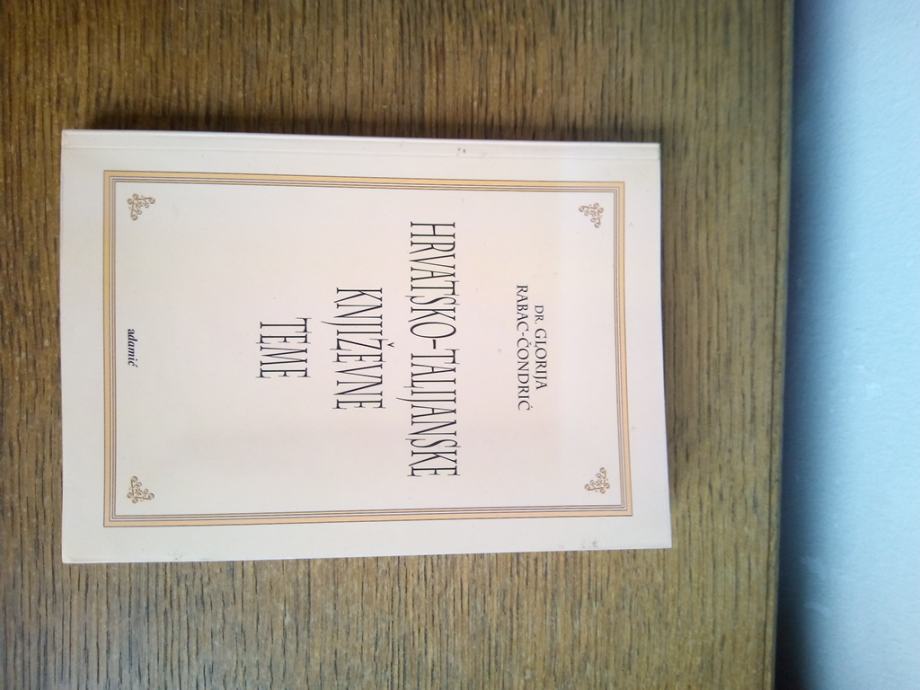 DR. GLORIJA
RABAC-ČONDRIĆ
HRVATSKO-TALIJANSKE
KNJIŽEVNE
TEME
adamić